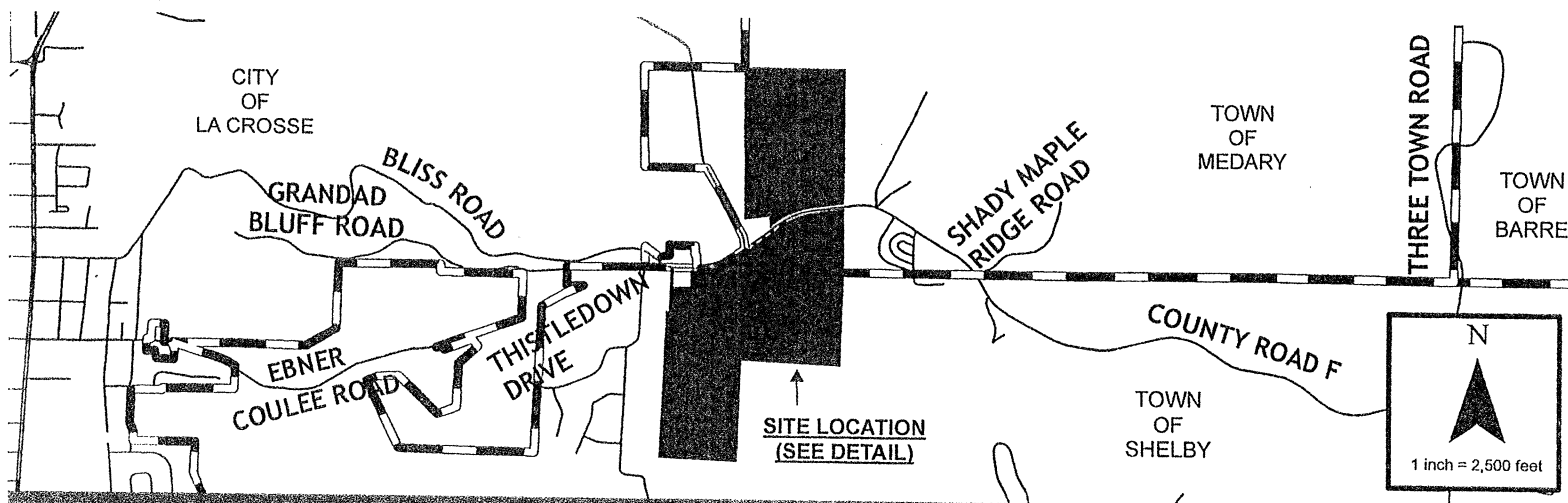 CITY
OF
LA CROSSE
BLISS ROAD
GRANDAD
BLUFF ROAD
EBNER
COULEE ROAD
THISTLEDOWN
DRIVE
SITE LOCATION
(SEE DETAIL)
SHADY MAPLE
RIDGE ROAD
TOWN
OF
MEDARY
THREE TOWN ROAD
TOWN
OF
BARRE
COUNTY ROAD F
TOWN
OF
SHELBY
N
1 inch = 2,500 feet